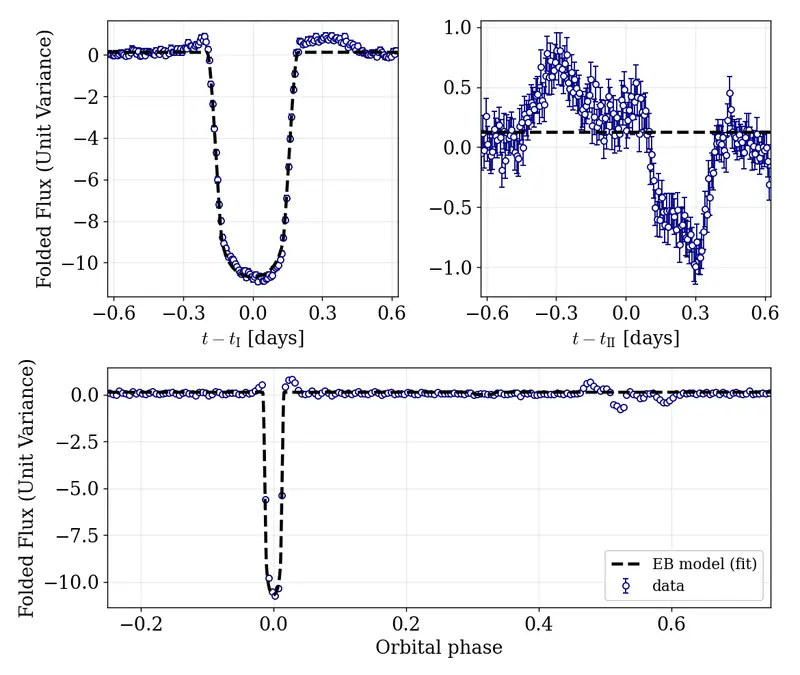 Folded Flux (Unit Variance)
0
−2
−4
−6
−8
−10
−0.6 −0.3 0.0 0.3 0.6
t − tI [days]
1.0
0.5
0.0
−0.5
−1.0
−0.6 −0.3 0.0 0.3 0.6
t − tII [days]
Folded Flux (Unit Variance)
0.0
−2.5
−5.0
−7.5
−10.0
−0.2 0.0 0.2 0.4 0.6
Orbital phase
EB model (fit)
data